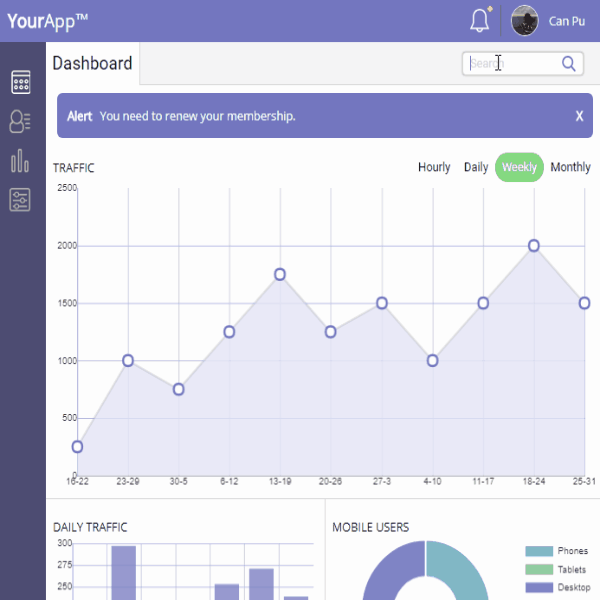 YourApp™
Can Pu
Dashboard
Search
Alert You need to renew your membership.
X
TRAFFIC
Hourly Daily Weekly Monthly
2500
2000
1500
1000
500
0
16-22 23-29 30-5 6-12 13-19 20-26 27-3 4-10 11-17 18-24 25-31
DAILY TRAFFIC
300
275
250
MOBILE USERS
Phones
Tablets
Desktop